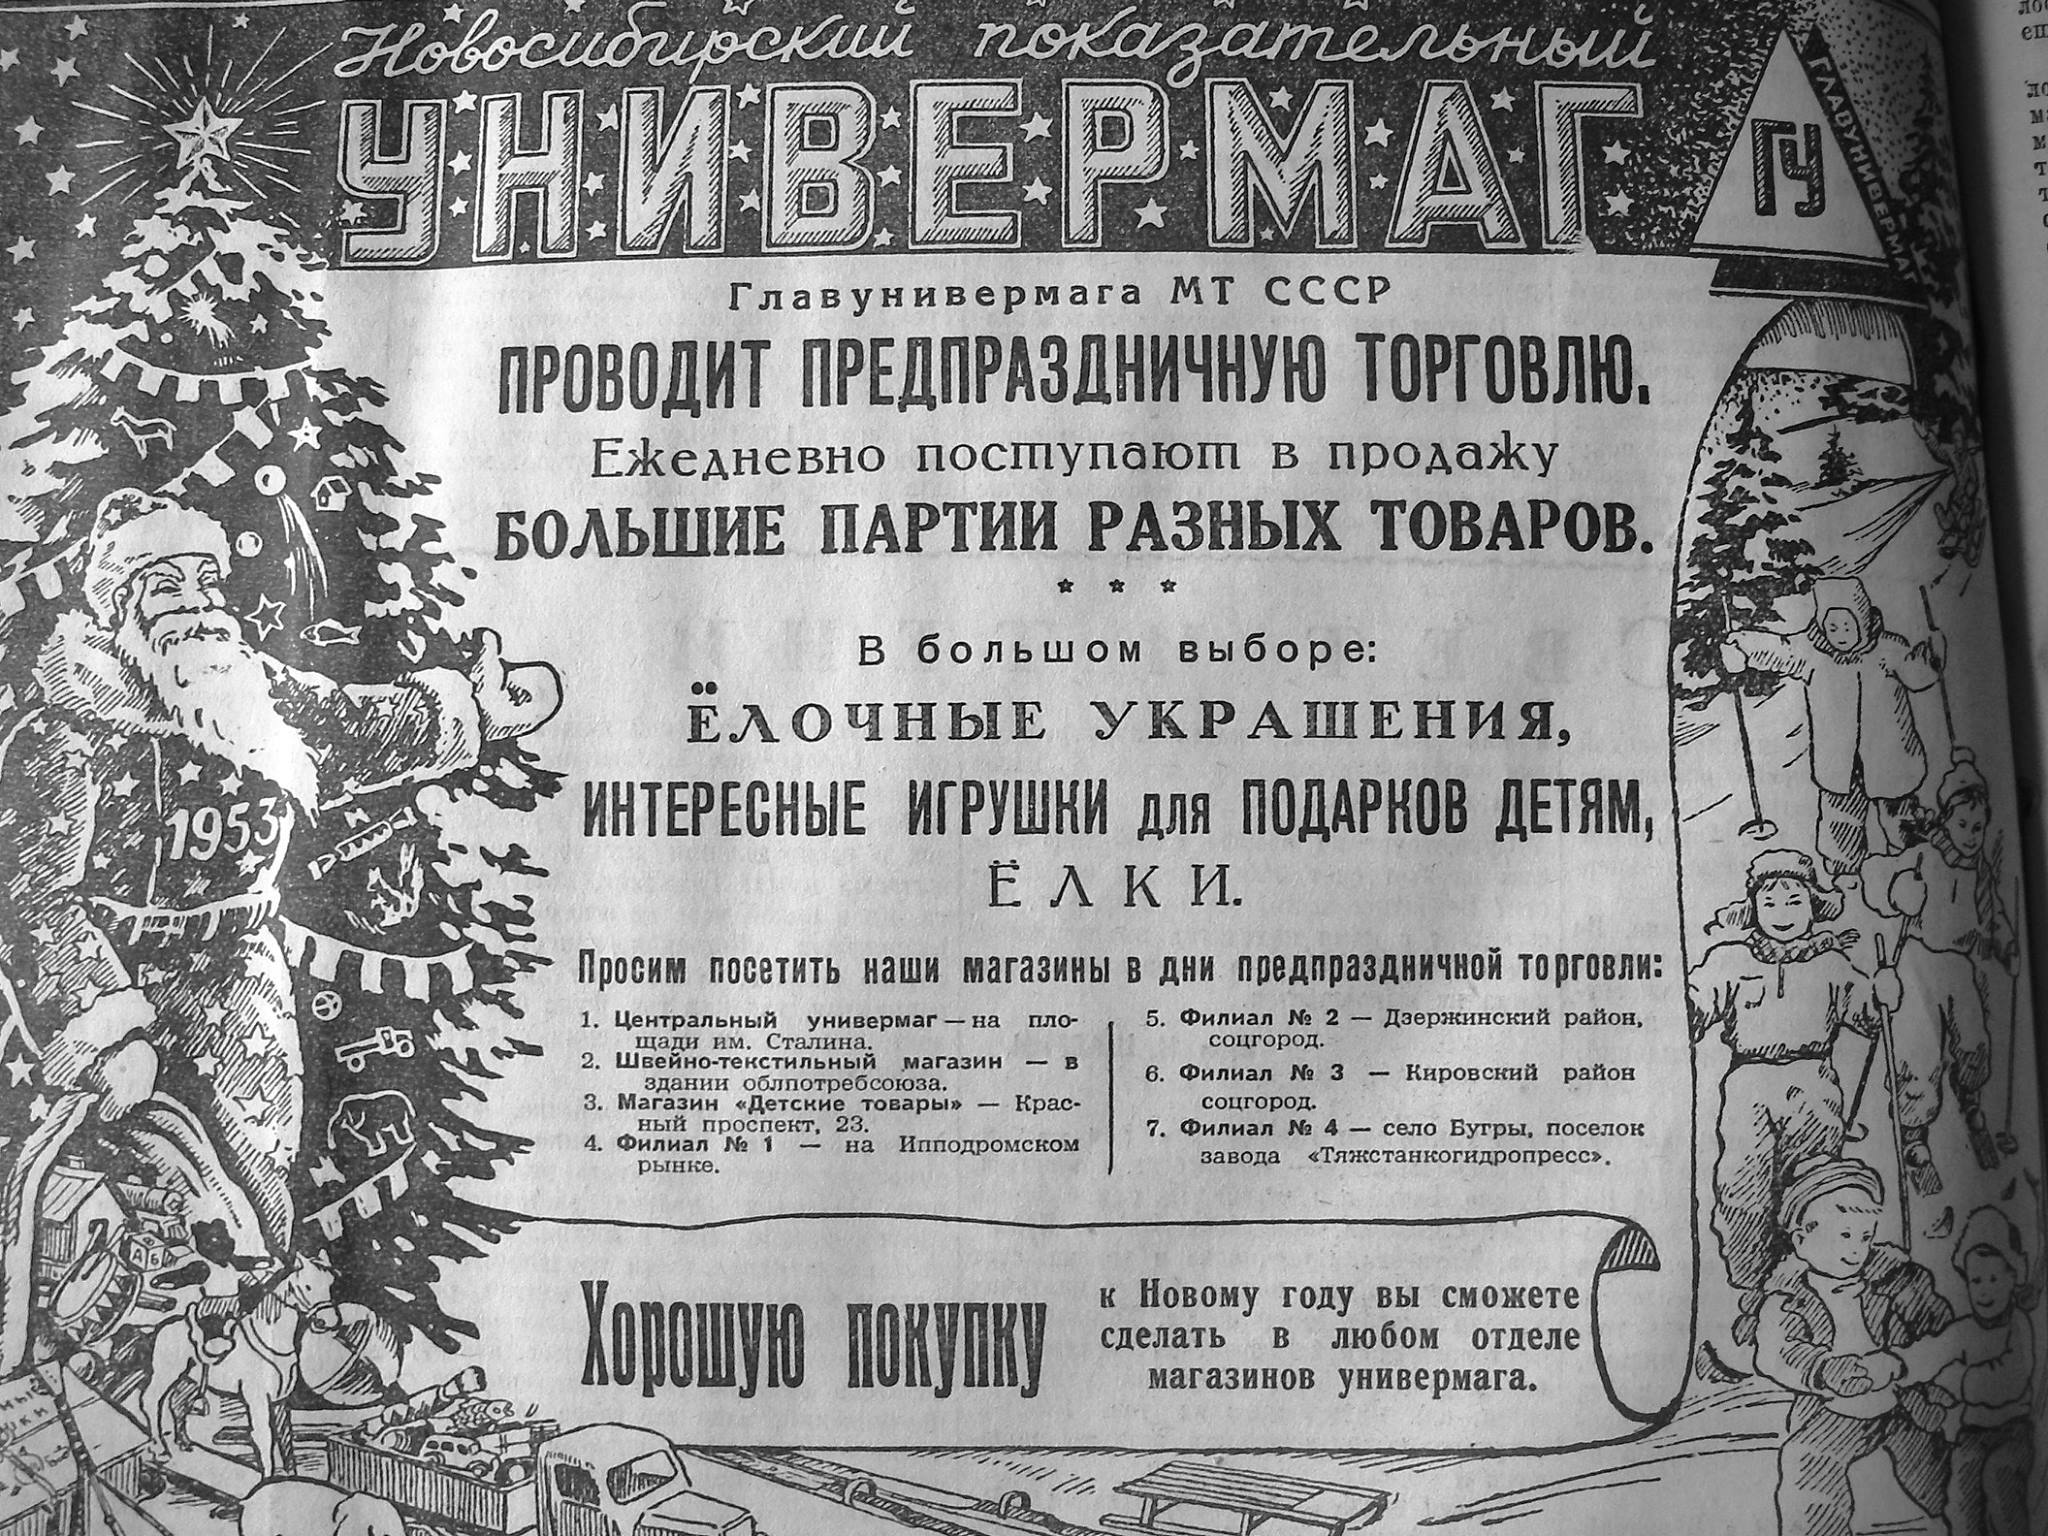 Новосибирский показательный
УНИВЕРМАГ
ГЛАВУНИВЕРМАГ
ГУ
Главунивермага МТ СССР
ПРОВОДИТ ПРЕДПРАЗДНИЧНУЮ ТОРГОВЛЮ.
Ежедневно поступают в продажу
БОЛЬШИЕ ПАРТИИ РАЗНЫХ ТОВАРОВ.
* * *
В большом выборе:
ЁЛОЧНЫЕ УКРАШЕНИЯ,
ИНТЕРЕСНЫЕ ИГРУШКИ для ПОДАРКОВ ДЕТЯМ,
ЁЛКИ.
1953
Просим посетить наши магазины в дни предпраздничной торговли:
1. Центральный универмаг — на пло-
щади им. Сталина.
2. Швейно-текстильный магазин — в
здании облпотребсоюза.
3. Магазин «Детские товары» — Крас-
ный проспект, 23.
4. Филиал № 1 — на Ипподромском
рынке.
5. Филиал № 2 — Дзержинский район,
соцгород.
6. Филиал № 3 — Кировский район
соцгород.
7. Филиал № 4 — село Бугры, поселок
завода «Тяжстанкогидропресс».
Хорошую покупку
к Новому году вы сможете
сделать в любом отделе
магазинов универмага.